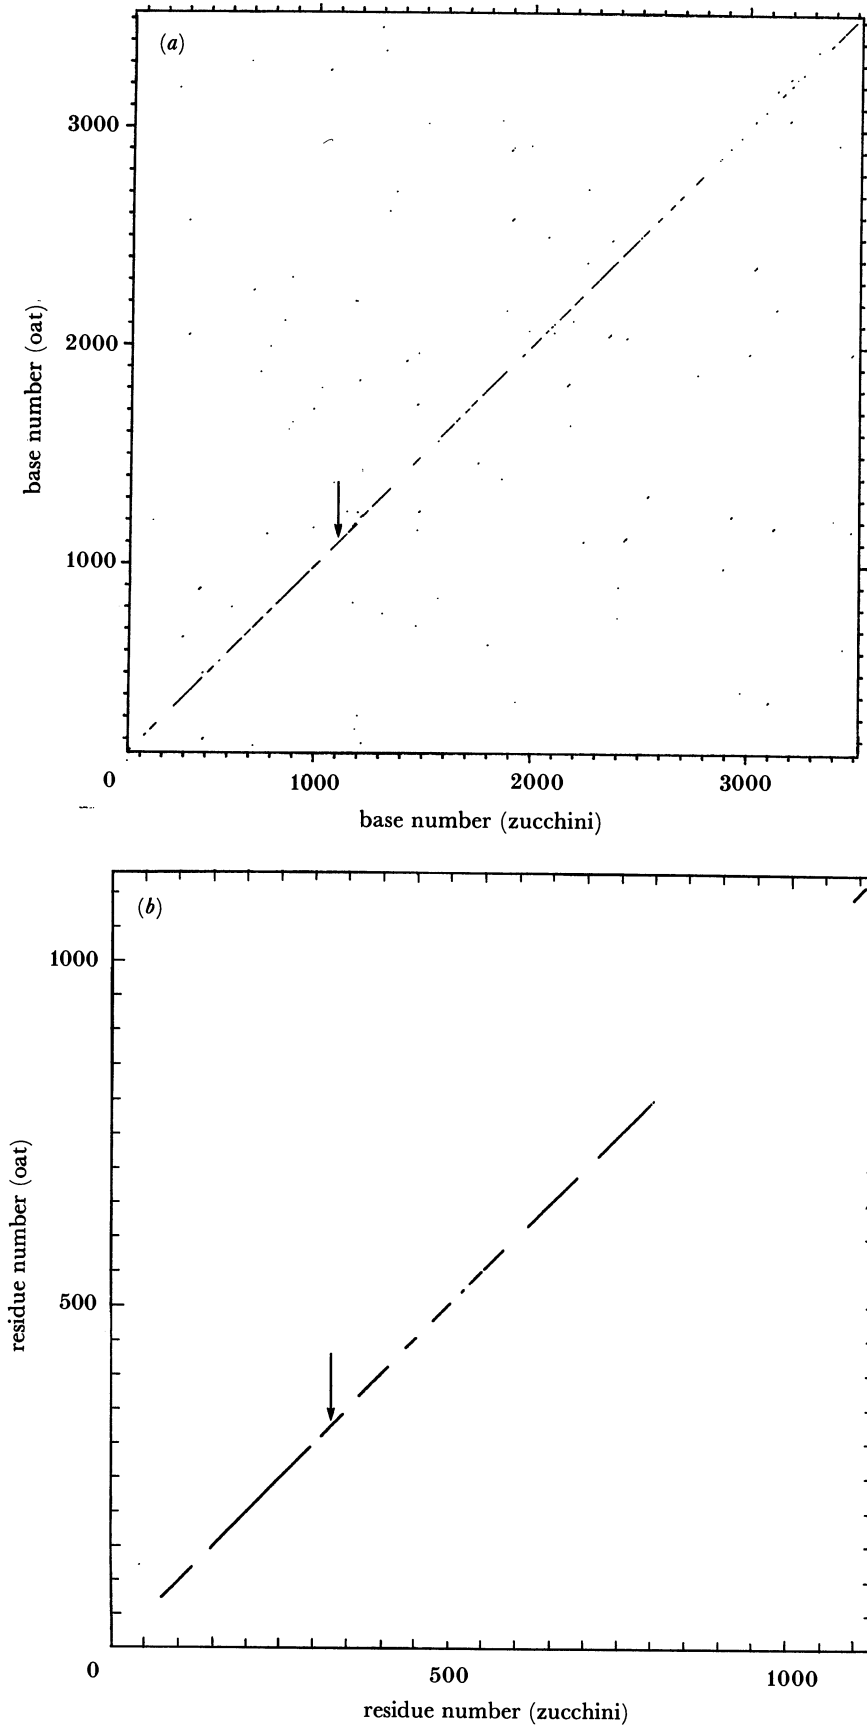 (a)
3000
2000
1000
base number (oat)
0
1000
2000
3000
base number (zucchini)
(b)
1000
500
residue number (oat)
0
500
1000
residue number (zucchini)